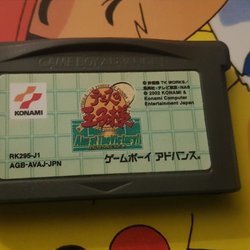 GAME BOY ADVANCE
KONAMI
© 許斐剛 TK WORKS/
集英社・テレビ東京・NAS
© 2002 KONAMI
Konami Computer
Entertainment Japan
テニスの
王子様
Aim at The Victory!
RK295-J1
AGB-AVAJ-JPN
ゲームボーイ アドバンス®